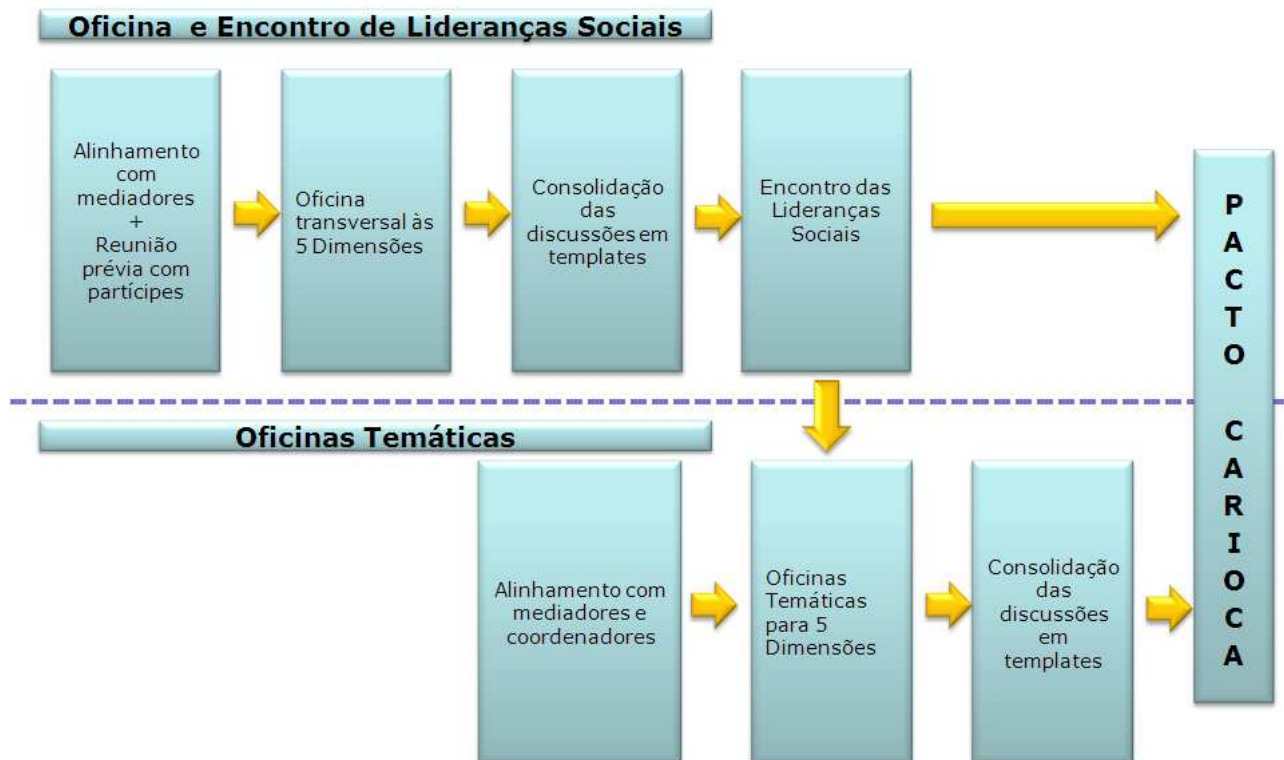 Oficina e Encontro de Lideranças Sociais
Alinhamento
com
mediadores
+
Reunião
prévia com
partícipes
Oficina
transversal às
5 Dimensões
Consolidação
das
discussões em
templates
Encontro das
Lideranças
Sociais
Oficinas Temáticas
Alinhamento com
mediadores e
coordenadores
Oficinas
Temáticas
para 5
Dimensões
Consolidação
das
discussões
em
templates
P
A
C
T
O
C
A
R
I
O
C
A